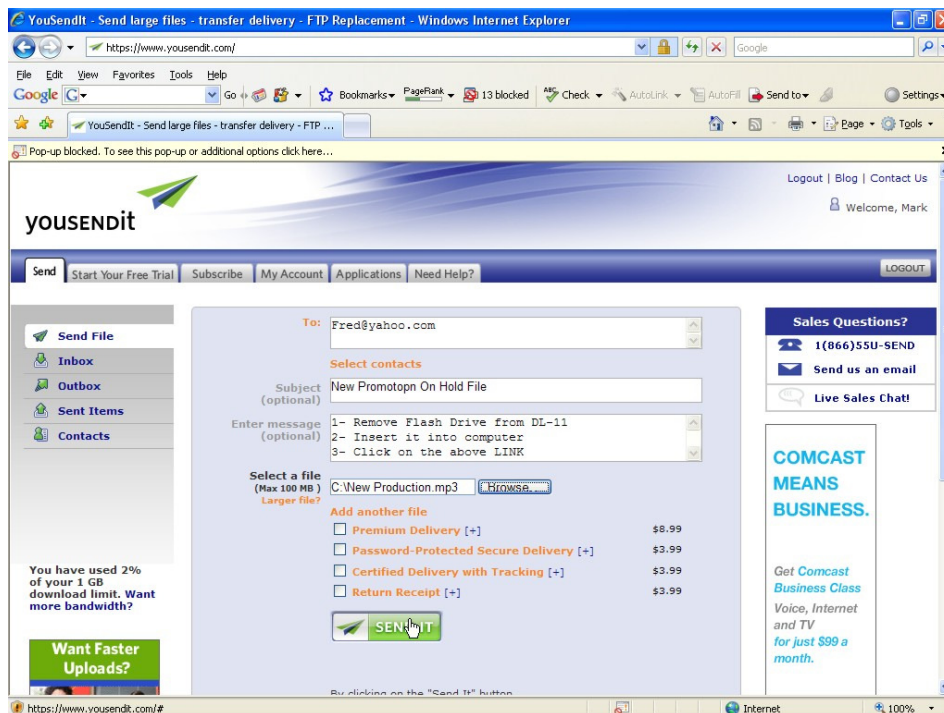 YouSendIt - Send large files - transfer delivery - FTP Replacement - Windows Internet Explorer
https://www.yousendit.com/
Google
File Edit View Favorites Tools Help
Google G Go Bookmarks PageRank 13 blocked ABC Check AutoLink AutoFill Send to Settings
YouSendIt - Send large files - transfer delivery - FTP ... Page Tools
Pop-up blocked. To see this pop-up or additional options click here...
Logout | Blog | Contact Us
Welcome, Mark
YOUSENDIT
Send Start Your Free Trial Subscribe My Account Applications Need Help? LOGOUT
Send File
Inbox
Outbox
Sent Items
Contacts
You have used 2%
of your 1 GB
download limit. Want
more bandwidth?
Want Faster
Uploads?
To: Fred@yahoo.com
Select contacts
Subject
(optional)
New Promotopn On Hold File
Enter message
(optional)
1- Remove Flash Drive from DL-11
2- Insert it into computer
3- Click on the above LINK
Select a file
(Max 100 MB )
Larger file?
C:\New Production.mp3 Browse...
Add another file
Premium Delivery [+] $8.99
Password-Protected Secure Delivery [+] $3.99
Certified Delivery with Tracking [+] $3.99
Return Receipt [+] $3.99
SEND IT
By clicking on the "Send It" button
Sales Questions?
1(866)55U-SEND
Send us an email
Live Sales Chat!
COMCAST
MEANS
BUSINESS.
Get Comcast
Business Class
Voice, Internet
and TV
for just $99 a
month.
https://www.yousendit.com/# Internet 100%